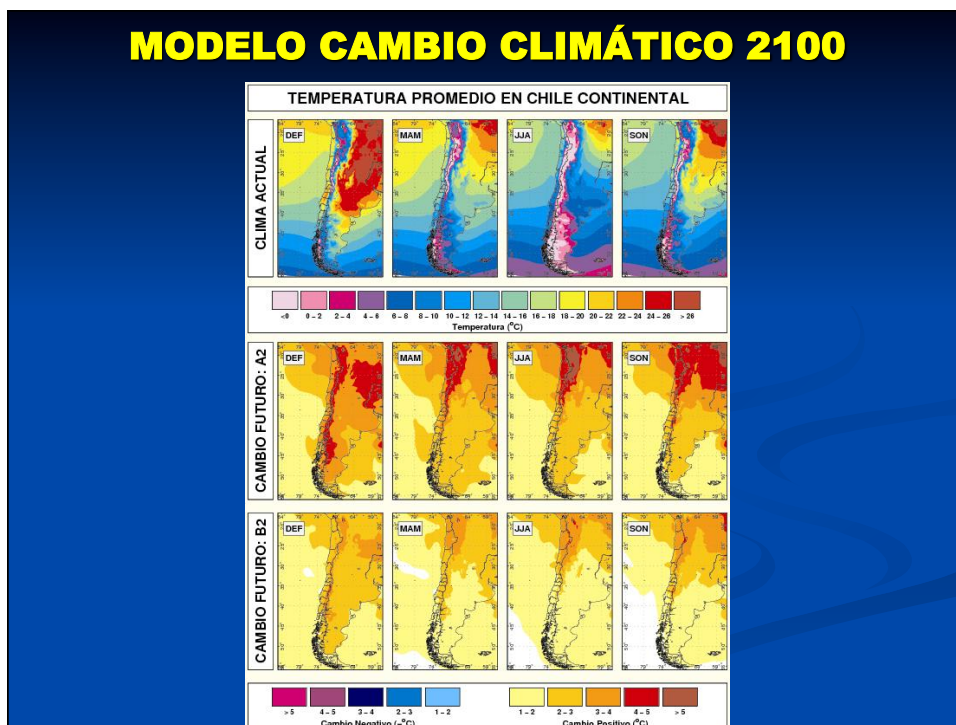 MODELO CAMBIO CLIMÁTICO 2100
TEMPERATURA PROMEDIO EN CHILE CONTINENTAL
CLIMA ACTUAL
DEF MAM JJA SON
<0 0 – 2 2 – 4 4 – 6 6 – 8 8 – 10 10 – 12 12 – 14 14 – 16 16 – 18 18 – 20 20 – 22 22 – 24 24 – 26 > 26
Temperatura (°C)
CAMBIO FUTURO: A2
DEF MAM JJA SON
CAMBIO FUTURO: B2
DEF MAM JJA SON
> 5 4 – 5 3 – 4 2 – 3 1 – 2 1 – 2 2 – 3 3 – 4 4 – 5 > 5
Cambio Negativo (–°C) Cambio Positivo (°C)